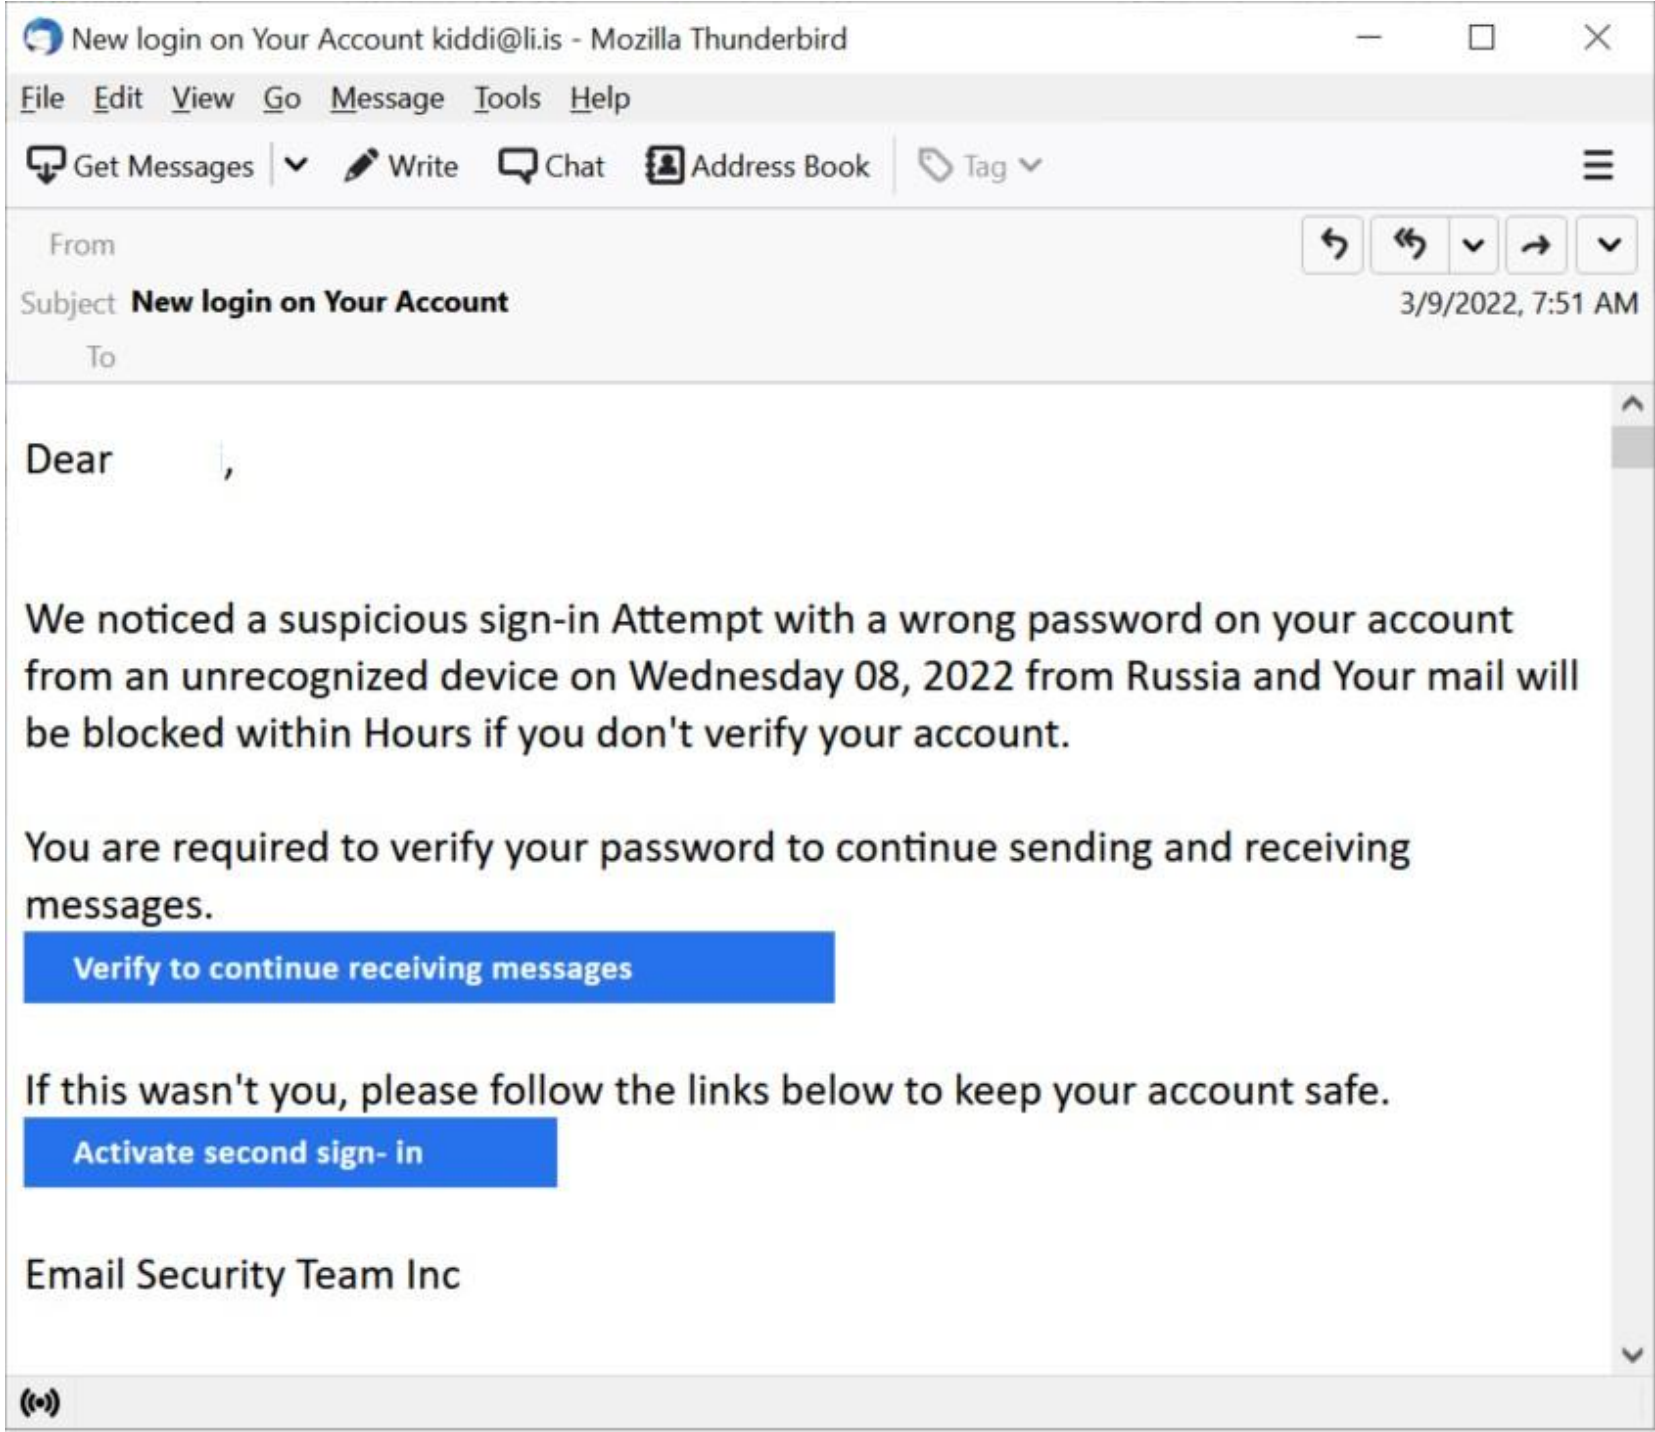 New login on Your Account kiddi@li.is - Mozilla Thunderbird
File Edit View Go Message Tools Help
Get Messages Write Chat Address Book Tag
From
Subject New login on Your Account 3/9/2022, 7:51 AM
To
Dear ,
We noticed a suspicious sign-in Attempt with a wrong password on your account
from an unrecognized device on Wednesday 08, 2022 from Russia and Your mail will
be blocked within Hours if you don't verify your account.
You are required to verify your password to continue sending and receiving
messages.
Verify to continue receiving messages
If this wasn't you, please follow the links below to keep your account safe.
Activate second sign- in
Email Security Team Inc